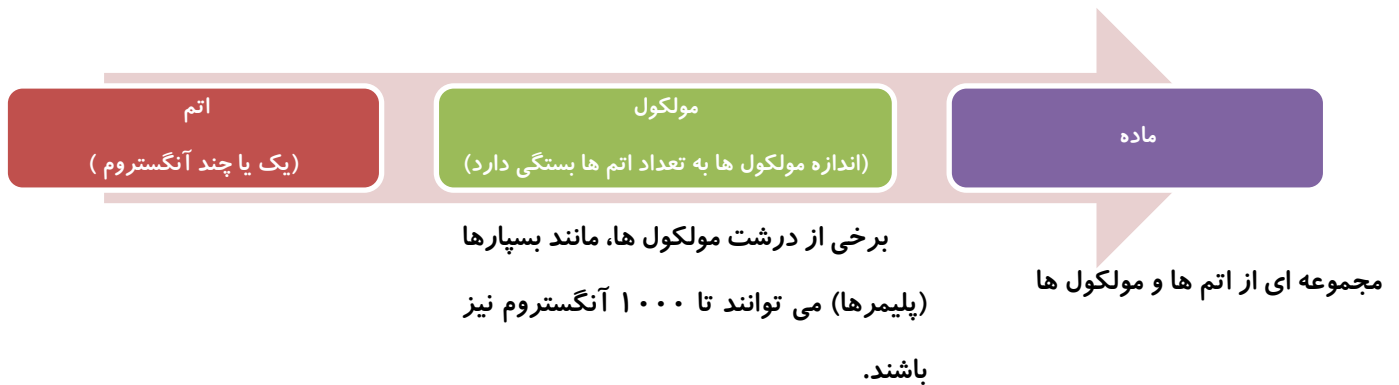 اتم
(یک یا چند آنگستروم )
مولکول
(اندازه مولکول ها به تعداد اتم ها بستگی دارد)
ماده
برخی از درشت مولکول ها، مانند بسپارها
(پلیمرها) می توانند تا ۱۰۰۰ آنگستروم نیز
باشند.
مجموعه ای از اتم ها و مولکول ها